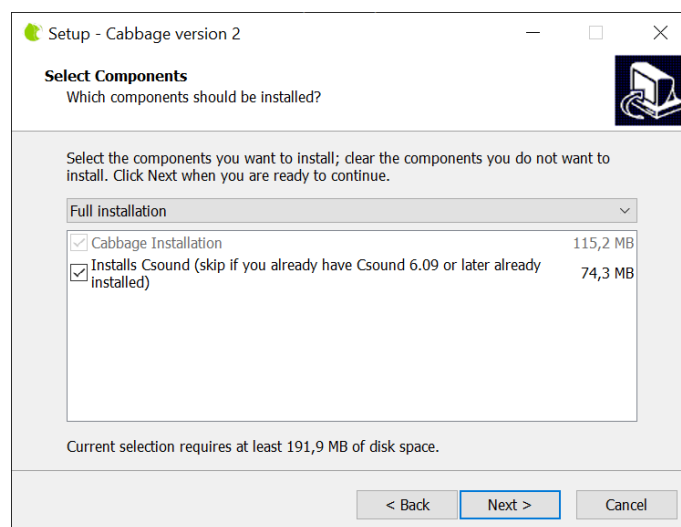 Setup - Cabbage version 2
Select Components
Which components should be installed?
Select the components you want to install; clear the components you do not want to
install. Click Next when you are ready to continue.
Full installation
Cabbage Installation 115,2 MB
Installs Csound (skip if you already have Csound 6.09 or later already
installed) 74,3 MB
Current selection requires at least 191,9 MB of disk space.
< Back Next > Cancel